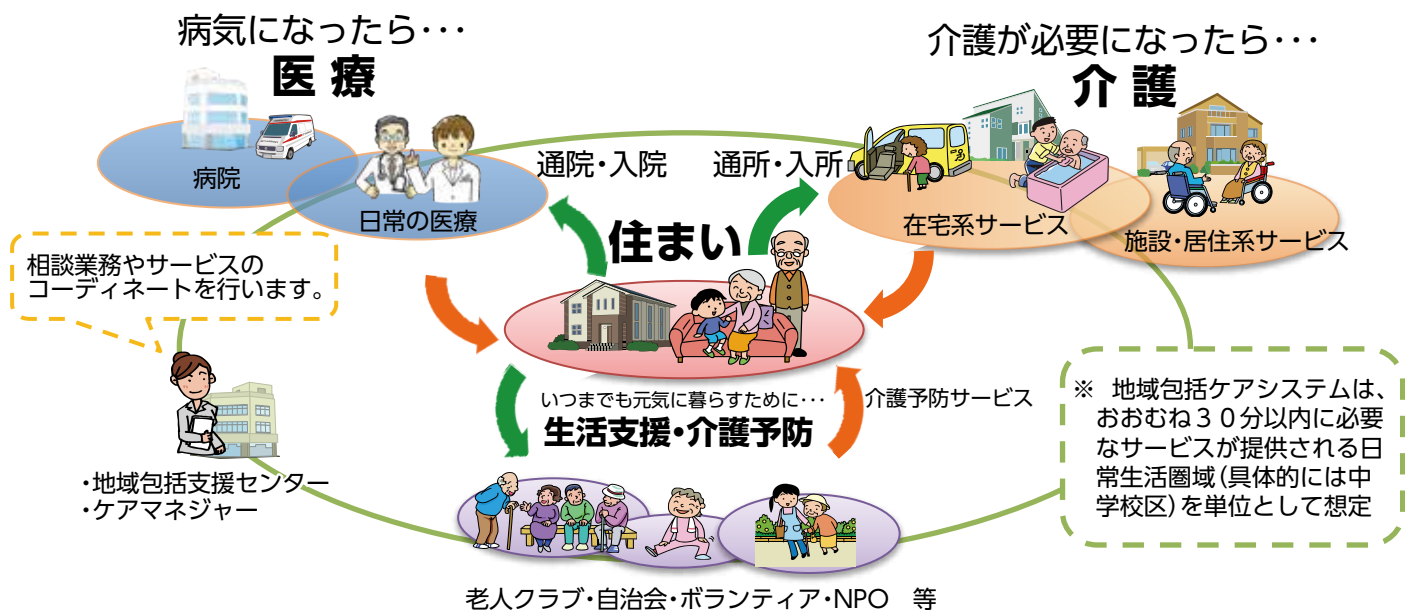 病気になったら･･･
医療
病院
日常の医療
介護が必要になったら･･･
介護
在宅系サービス
施設・居住系サービス
通院・入院
通所・入所
住まい
相談業務やサービスの
コーディネートを行います。
・地域包括支援センター
・ケアマネジャー
いつまでも元気に暮らすために･･･
生活支援・介護予防
介護予防サービス
老人クラブ・自治会・ボランティア・NPO　等
※　地域包括ケアシステムは、
おおむね３０分以内に必要
なサービスが提供される日
常生活圏域（具体的には中
学校区）を単位として想定